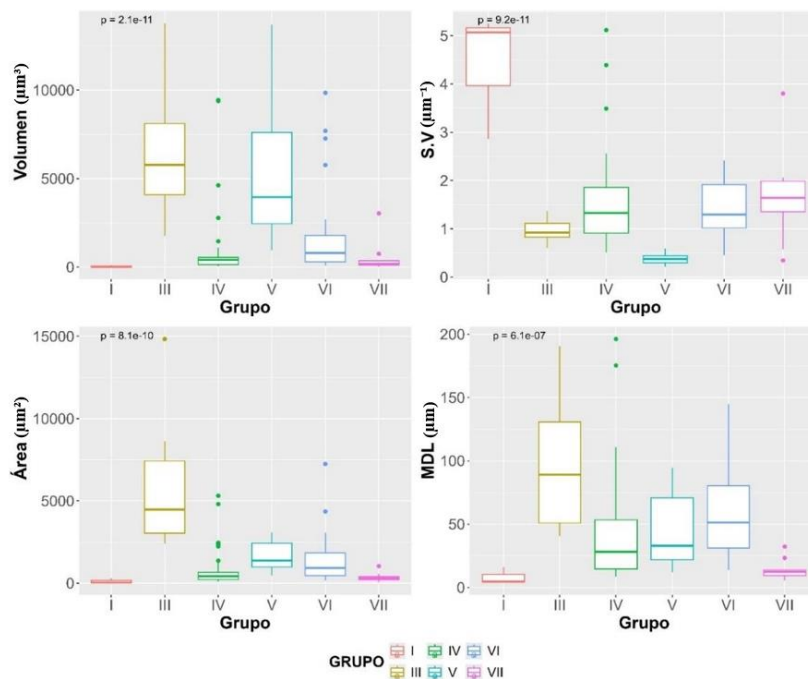 p = 2.1e-11
Volumen (µm³)
10000
5000
0
I III IV V VI VII
Grupo
p = 9.2e-11
S.V (µm⁻¹)
5
4
3
2
1
0
I III IV V VI VII
Grupo
p = 8.1e-10
Área (µm²)
15000
10000
5000
0
I III IV V VI VII
Grupo
p = 6.1e-07
MDL (µm)
200
150
100
50
0
I III IV V VI VII
Grupo
GRUPO I IV VI
III V VII